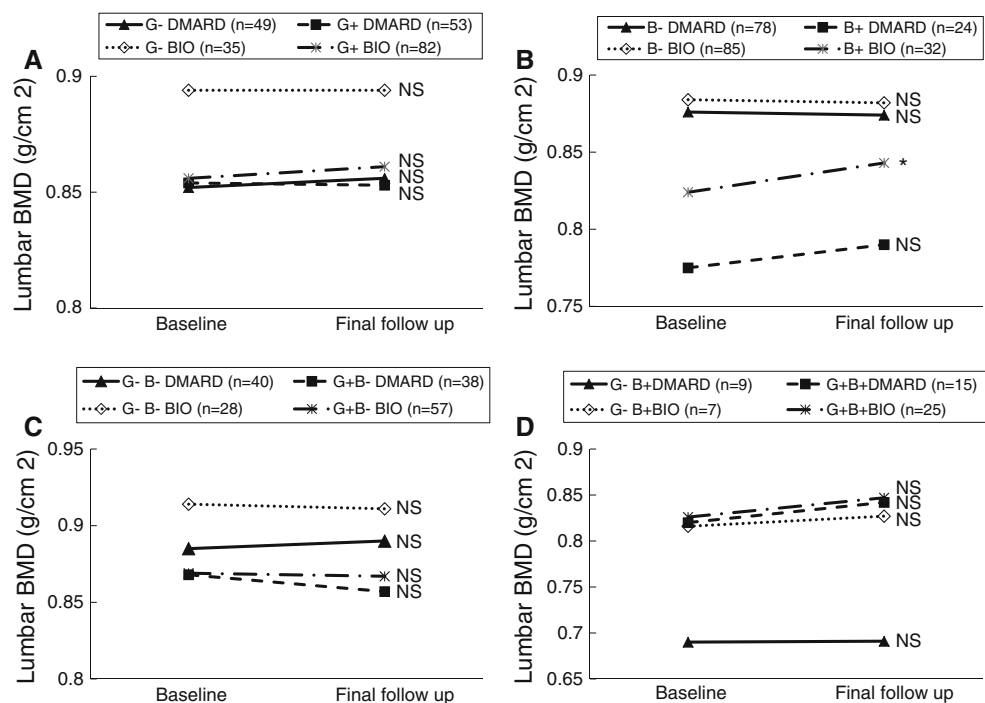 G- DMARD (n=49) G+ DMARD (n=53)
G- BIO (n=35) G+ BIO (n=82)
A
Lumbar BMD (g/cm 2)
0.9
0.85
0.8
NS
NS
NS
NS
Baseline Final follow up
B- DMARD (n=78) B+ DMARD (n=24)
B- BIO (n=85) B+ BIO (n=32)
B
Lumbar BMD (g/cm 2)
0.9
0.85
0.8
0.75
NS
NS
*
NS
Baseline Final follow up
G- B- DMARD (n=40) G+B- DMARD (n=38)
G- B- BIO (n=28) G+B- BIO (n=57)
C
Lumbar BMD (g/cm 2)
0.95
0.9
0.85
0.8
NS
NS
NS
NS
Baseline Final follow up
G- B+DMARD (n=9) G+B+DMARD (n=15)
G- B+BIO (n=7) G+B+BIO (n=25)
D
Lumbar BMD (g/cm 2)
0.9
0.85
0.8
0.75
0.7
0.65
NS
NS
NS
NS
Baseline Final follow up